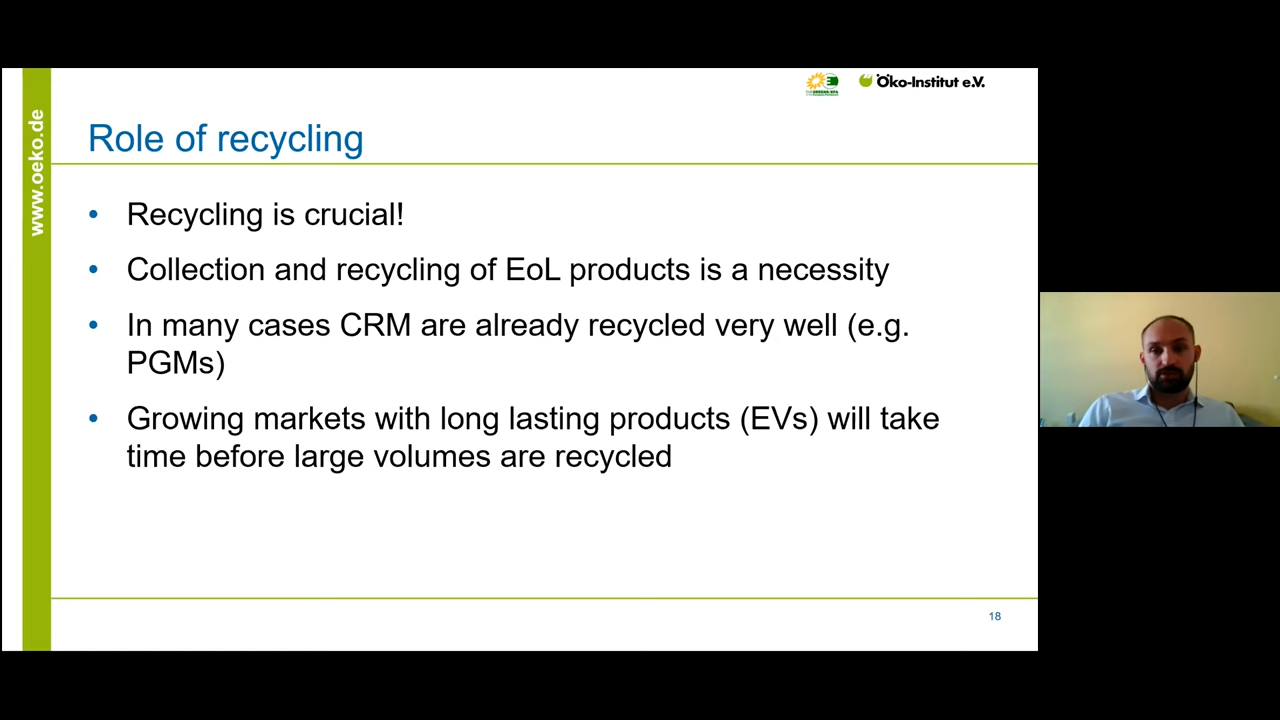 www.oeko.de
Öko-Institut e.V.
Role of recycling
• Recycling is crucial!
• Collection and recycling of EoL products is a necessity
• In many cases CRM are already recycled very well (e.g.
PGMs)
• Growing markets with long lasting products (EVs) will take
time before large volumes are recycled
18